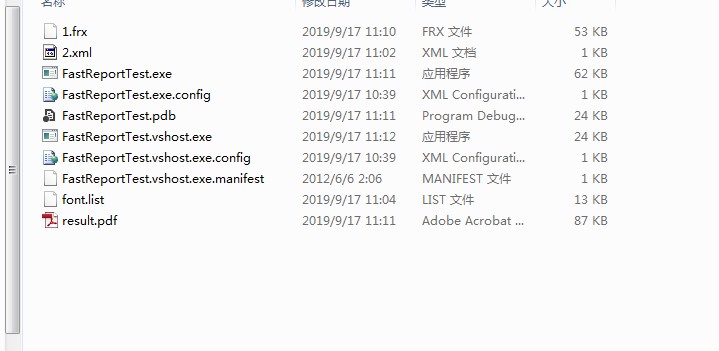 名称 修改日期 类型 大小
1.frx 2019/9/17 11:10 FRX 文件 53 KB
2.xml 2019/9/17 11:02 XML 文档 1 KB
FastReportTest.exe 2019/9/17 11:11 应用程序 62 KB
FastReportTest.exe.config 2019/9/17 10:39 XML Configurati... 1 KB
FastReportTest.pdb 2019/9/17 11:11 Program Debug... 24 KB
FastReportTest.vshost.exe 2019/9/17 11:12 应用程序 24 KB
FastReportTest.vshost.exe.config 2019/9/17 10:39 XML Configurati... 1 KB
FastReportTest.vshost.exe.manifest 2012/6/6 2:06 MANIFEST 文件 1 KB
font.list 2019/9/17 11:04 LIST 文件 13 KB
result.pdf 2019/9/17 11:11 Adobe Acrobat ... 87 KB